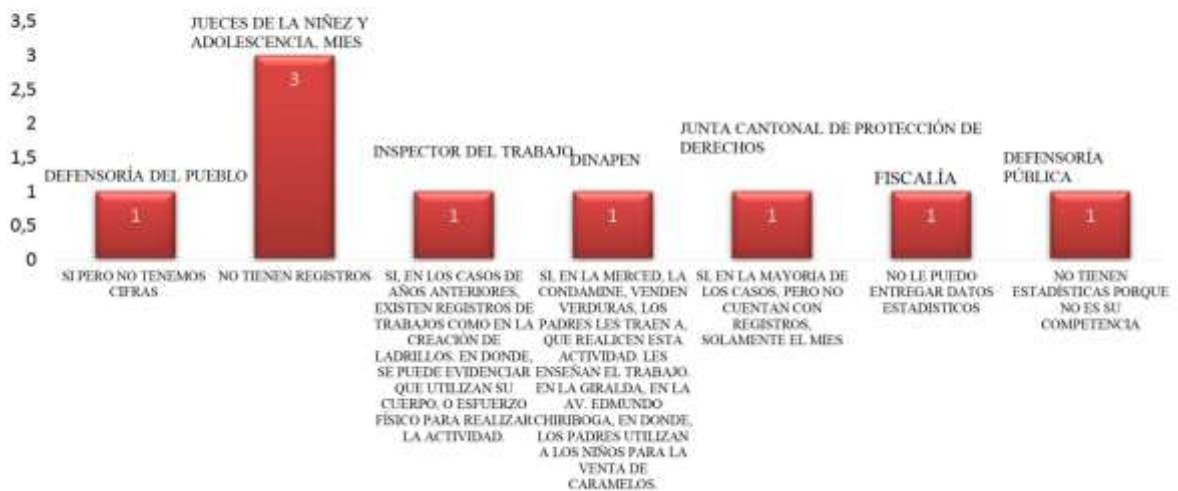 3,5
3
2,5
2
1,5
1
0,5
0
JUECES DE LA NIÑEZ Y
ADOLESCENCIA, MIES
DEFENSORÍA DEL PUEBLO
INSPECTOR DEL TRABAJO
DINAPEN
JUNTA CANTONAL DE PROTECCIÓN DE
DERECHOS
FISCALÍA
DEFENSORÍA
PÚBLICA
1
3
1
1
1
1
1
SI PERO NO TENEMOS
CIFRAS
NO TIENEN REGISTROS
SI, EN LOS CASOS DE
AÑOS ANTERIORES,
EXISTEN REGISTROS DE
TRABAJOS COMO EN LA
CREACIÓN DE
LADRILLOS. EN DONDE,
SE PUEDE EVIDENCIAR
QUE UTILIZAN SU
CUERPO, O ESFUERZO
FÍSICO PARA REALIZAR
LA ACTIVIDAD.
SI, EN LA MERCED, LA
CONDAMINE, VENDEN
VERDURAS, LOS
PADRES LES TRAEN A,
QUE REALICEN ESTA
ACTIVIDAD. LES
ENSEÑAN EL TRABAJO.
EN LA GIRALDA, EN LA
AV. EDMUNDO
CHIRIBOGA, EN DONDE,
LOS PADRES UTILIZAN
A LOS NIÑOS PARA LA
VENTA DE
CARAMELOS.
SI, EN LA MAYORIA DE
LOS CASOS, PERO NO
CUENTAN CON
REGISTROS,
SOLAMENTE EL MIES
NO LE PUEDO
ENTREGAR DATOS
ESTADISTICOS
NO TIENEN
ESTADÍSTICAS PORQUE
NO ES SU
COMPETENCIA